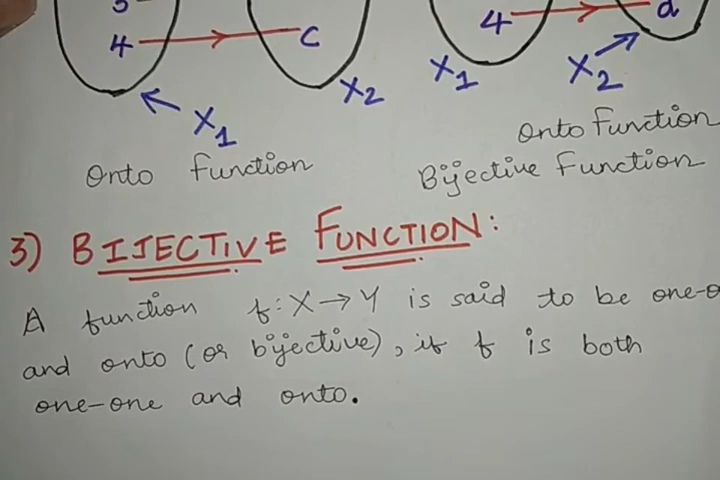 4 c
4 d
X1 X2
X1 X2
Onto function
Onto Function
Bijective Function
3) BIJECTIVE FUNCTION:
A function f: X → Y is said to be one-o
and onto (or bijective), if f is both
one-one and onto.